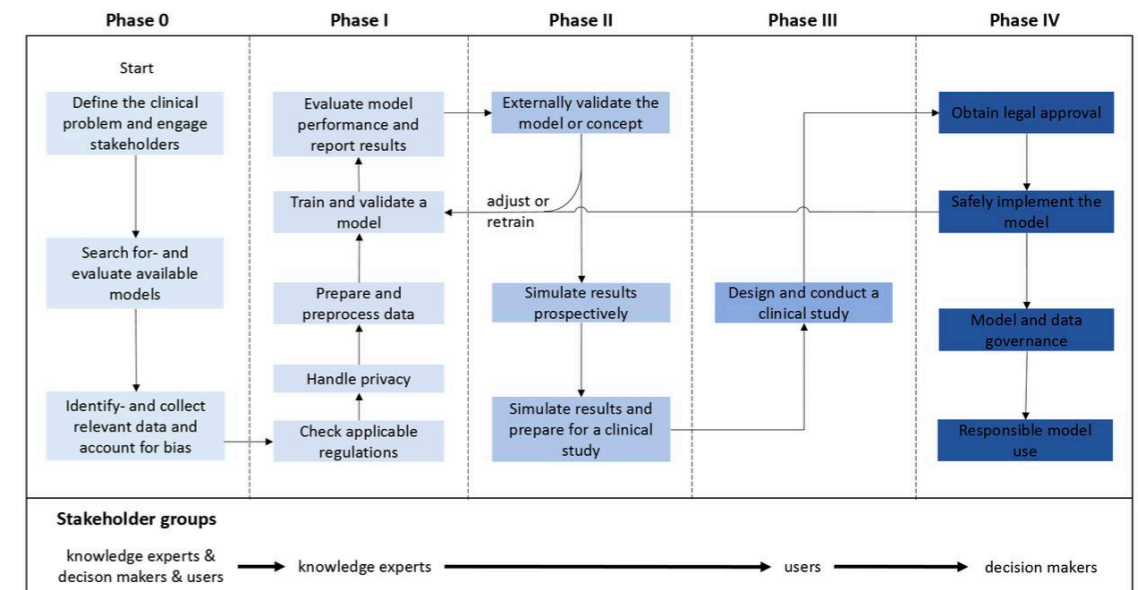 Phase 0
Phase I
Phase II
Phase III
Phase IV
Start
Define the clinical
problem and engage
stakeholders
Search for- and
evaluate available
models
Identify- and collect
relevant data and
account for bias
Evaluate model
performance and
report results
Train and validate a
model
Prepare and
preprocess data
Handle privacy
Check applicable
regulations
Externally validate the
model or concept
adjust or
retrain
Simulate results
prospectively
Simulate results and
prepare for a clinical
study
Design and conduct a
clinical study
Obtain legal approval
Safely implement the
model
Model and data
governance
Responsible model
use
Stakeholder groups
knowledge experts &
decison makers & users
knowledge experts
users
decision makers